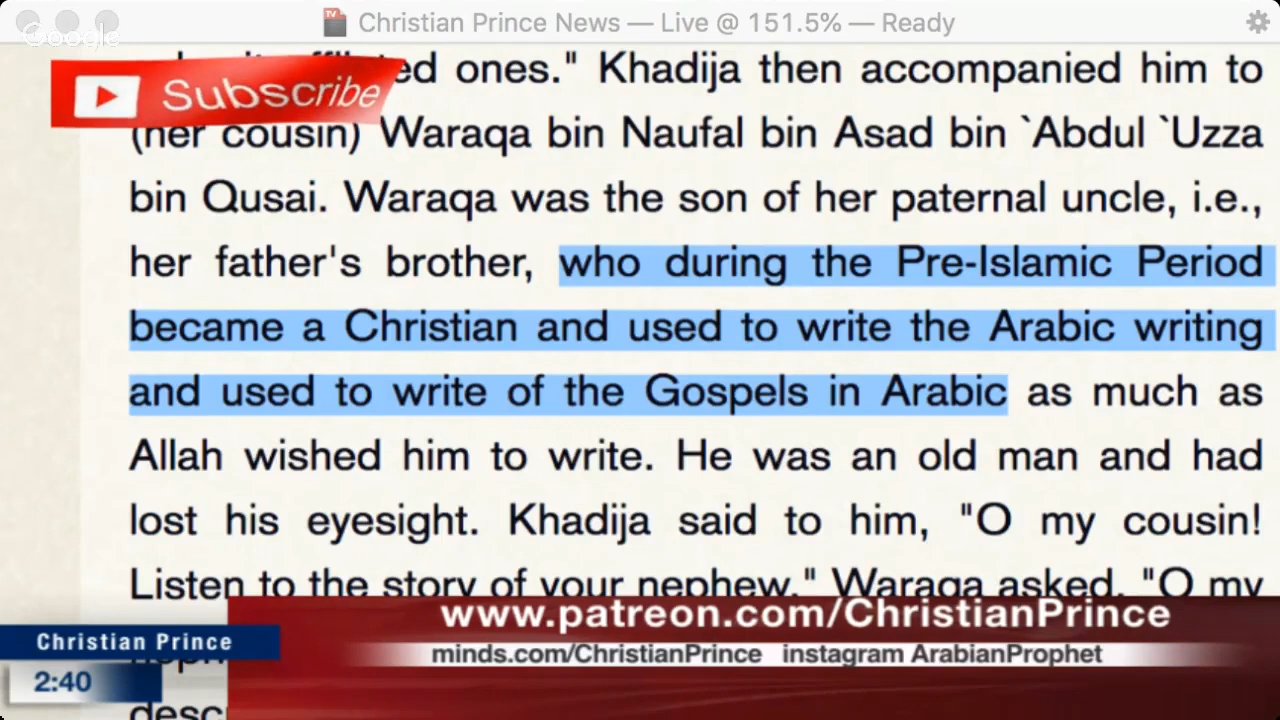 Christian Prince News — Live @ 151.5% — Ready
Google
ed ones." Khadija then accompanied him to
Subscribe
(her cousin) Waraqa bin Naufal bin Asad bin `Abdul `Uzza
bin Qusai. Waraqa was the son of her paternal uncle, i.e.,
her father's brother, who during the Pre-Islamic Period
became a Christian and used to write the Arabic writing
and used to write of the Gospels in Arabic as much as
Allah wished him to write. He was an old man and had
lost his eyesight. Khadija said to him, "O my cousin!
Listen to the story of your nephew." Waraqa asked, "O my
www.patreon.com/ChristianPrince
Christian Prince
minds.com/ChristianPrince instagram ArabianProphet
2:40